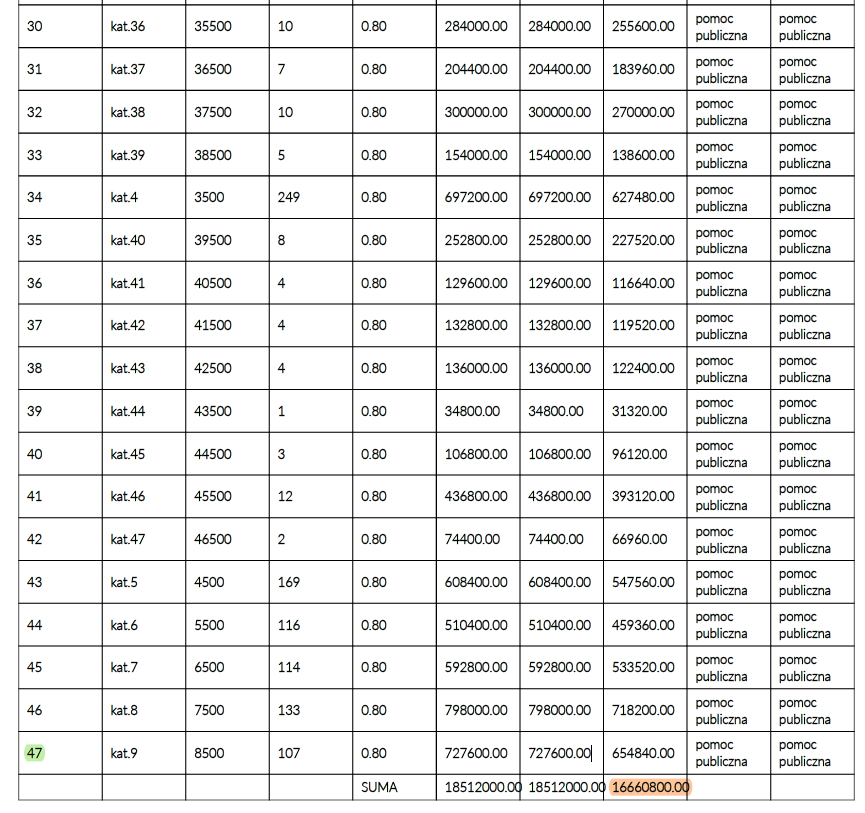 30 kat.36 35500 10 0.80 284000.00 284000.00 255600.00 pomoc publiczna pomoc publiczna
31 kat.37 36500 7 0.80 204400.00 204400.00 183960.00 pomoc publiczna pomoc publiczna
32 kat.38 37500 10 0.80 300000.00 300000.00 270000.00 pomoc publiczna pomoc publiczna
33 kat.39 38500 5 0.80 154000.00 154000.00 138600.00 pomoc publiczna pomoc publiczna
34 kat.4 3500 249 0.80 697200.00 697200.00 627480.00 pomoc publiczna pomoc publiczna
35 kat.40 39500 8 0.80 252800.00 252800.00 227520.00 pomoc publiczna pomoc publiczna
36 kat.41 40500 4 0.80 129600.00 129600.00 116640.00 pomoc publiczna pomoc publiczna
37 kat.42 41500 4 0.80 132800.00 132800.00 119520.00 pomoc publiczna pomoc publiczna
38 kat.43 42500 4 0.80 136000.00 136000.00 122400.00 pomoc publiczna pomoc publiczna
39 kat.44 43500 1 0.80 34800.00 34800.00 31320.00 pomoc publiczna pomoc publiczna
40 kat.45 44500 3 0.80 106800.00 106800.00 96120.00 pomoc publiczna pomoc publiczna
41 kat.46 45500 12 0.80 436800.00 436800.00 393120.00 pomoc publiczna pomoc publiczna
42 kat.47 46500 2 0.80 74400.00 74400.00 66960.00 pomoc publiczna pomoc publiczna
43 kat.5 4500 169 0.80 608400.00 608400.00 547560.00 pomoc publiczna pomoc publiczna
44 kat.6 5500 116 0.80 510400.00 510400.00 459360.00 pomoc publiczna pomoc publiczna
45 kat.7 6500 114 0.80 592800.00 592800.00 533520.00 pomoc publiczna pomoc publiczna
46 kat.8 7500 133 0.80 798000.00 798000.00 718200.00 pomoc publiczna pomoc publiczna
47 kat.9 8500 107 0.80 727600.00 727600.00 654840.00 pomoc publiczna pomoc publiczna
SUMA 18512000.00 18512000.00 16660800.00